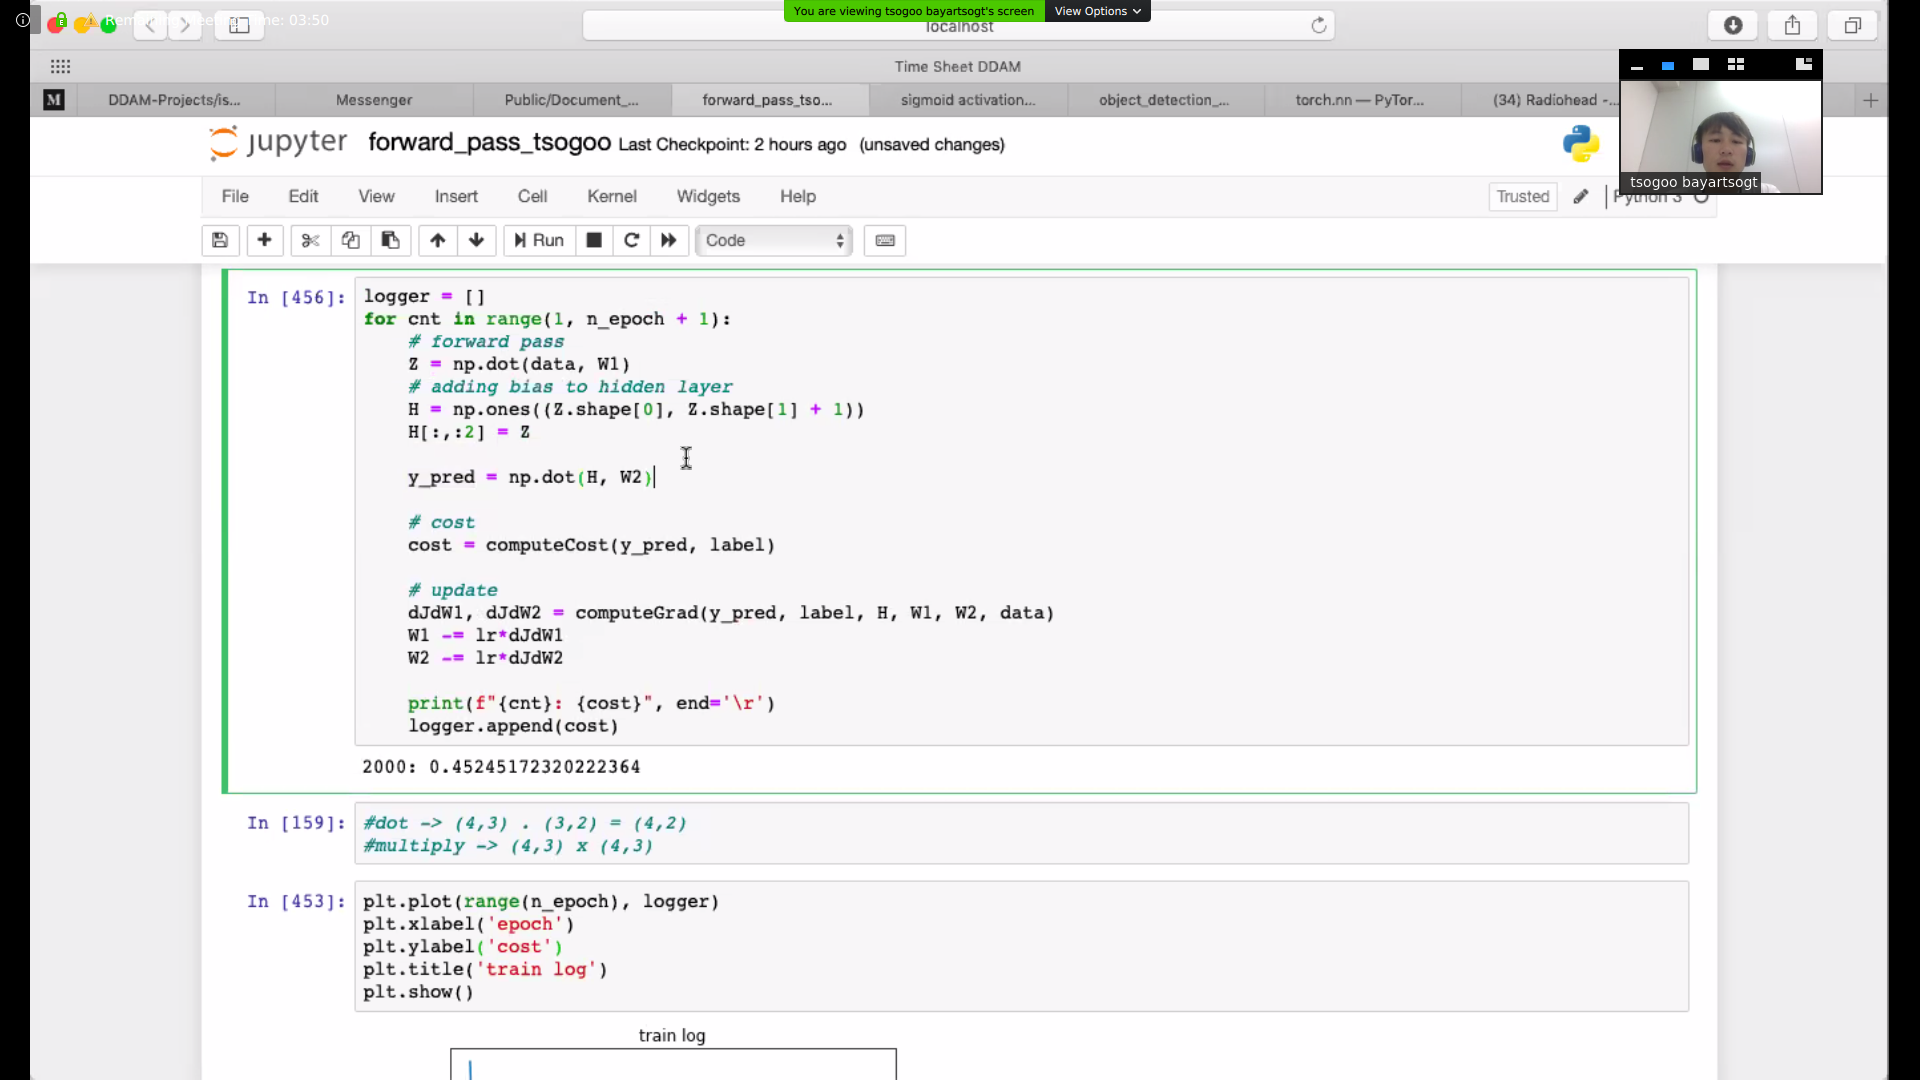 Remaining Meeting Time: 03:50
You are viewing tsogoo bayartsogt's screen
View Options
localhost
Time Sheet DDAM
M
DDAM-Projects/is...
Messenger
Public/Document_...
forward_pass_tso...
sigmoid activation...
object_detection_...
torch.nn — PyTor...
(34) Radiohead -...
tsogoo bayartsogt
jupyter forward_pass_tsogoo Last Checkpoint: 2 hours ago (unsaved changes)
File Edit View Insert Cell Kernel Widgets Help
Trusted
Python 3
Run
Code
In [456]:
logger = []
for cnt in range(1, n_epoch + 1):
    # forward pass
    Z = np.dot(data, W1)
    # adding bias to hidden layer
    H = np.ones((Z.shape[0], Z.shape[1] + 1))
    H[:,:2] = Z
    y_pred = np.dot(H, W2)
    # cost
    cost = computeCost(y_pred, label)
    # update
    dJdW1, dJdW2 = computeGrad(y_pred, label, H, W1, W2, data)
    W1 -= lr*dJdW1
    W2 -= lr*dJdW2
    print(f"{cnt}: {cost}", end='\r')
    logger.append(cost)
2000: 0.45245172320222364
In [159]:
#dot -> (4,3) . (3,2) = (4,2)
#multiply -> (4,3) x (4,3)
In [453]:
plt.plot(range(n_epoch), logger)
plt.xlabel('epoch')
plt.ylabel('cost')
plt.title('train log')
plt.show()
train log